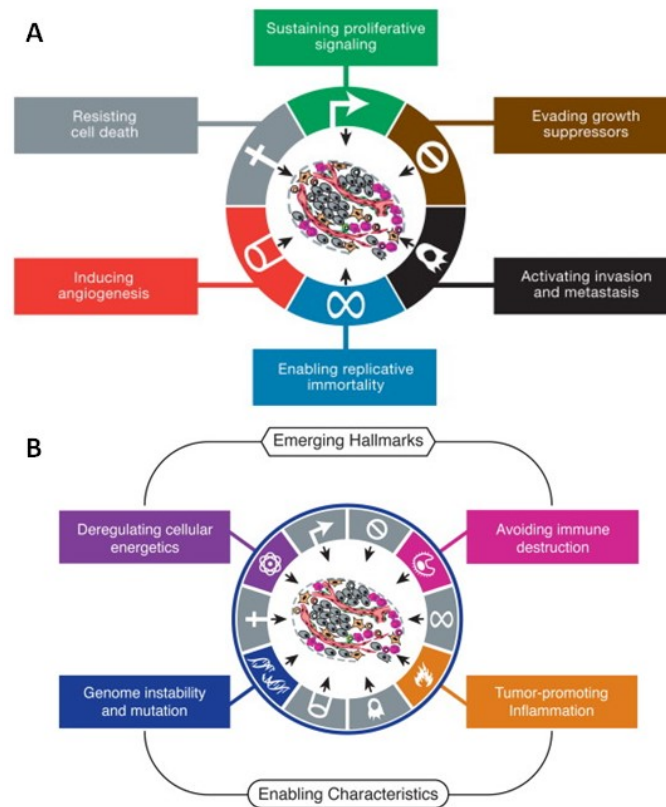 A
Sustaining proliferative
signaling
Resisting
cell death
Evading growth
suppressors
Inducing
angiogenesis
Activating invasion
and metastasis
Enabling replicative
immortality
B
Emerging Hallmarks
Deregulating cellular
energetics
Avoiding immune
destruction
Genome instability
and mutation
Tumor-promoting
Inflammation
Enabling Characteristics